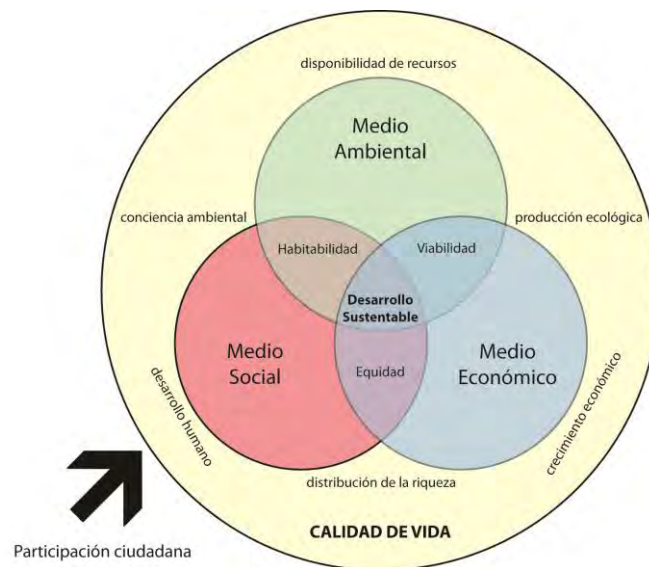 disponibilidad de recursos
Medio
Ambiental
conciencia ambiental
producción ecológica
Habitabilidad
Viabilidad
Desarrollo
Sustentable
Medio
Social
Medio
Económico
Equidad
desarrollo humano
crecimiento económico
distribución de la riqueza
CALIDAD DE VIDA
Participación ciudadana